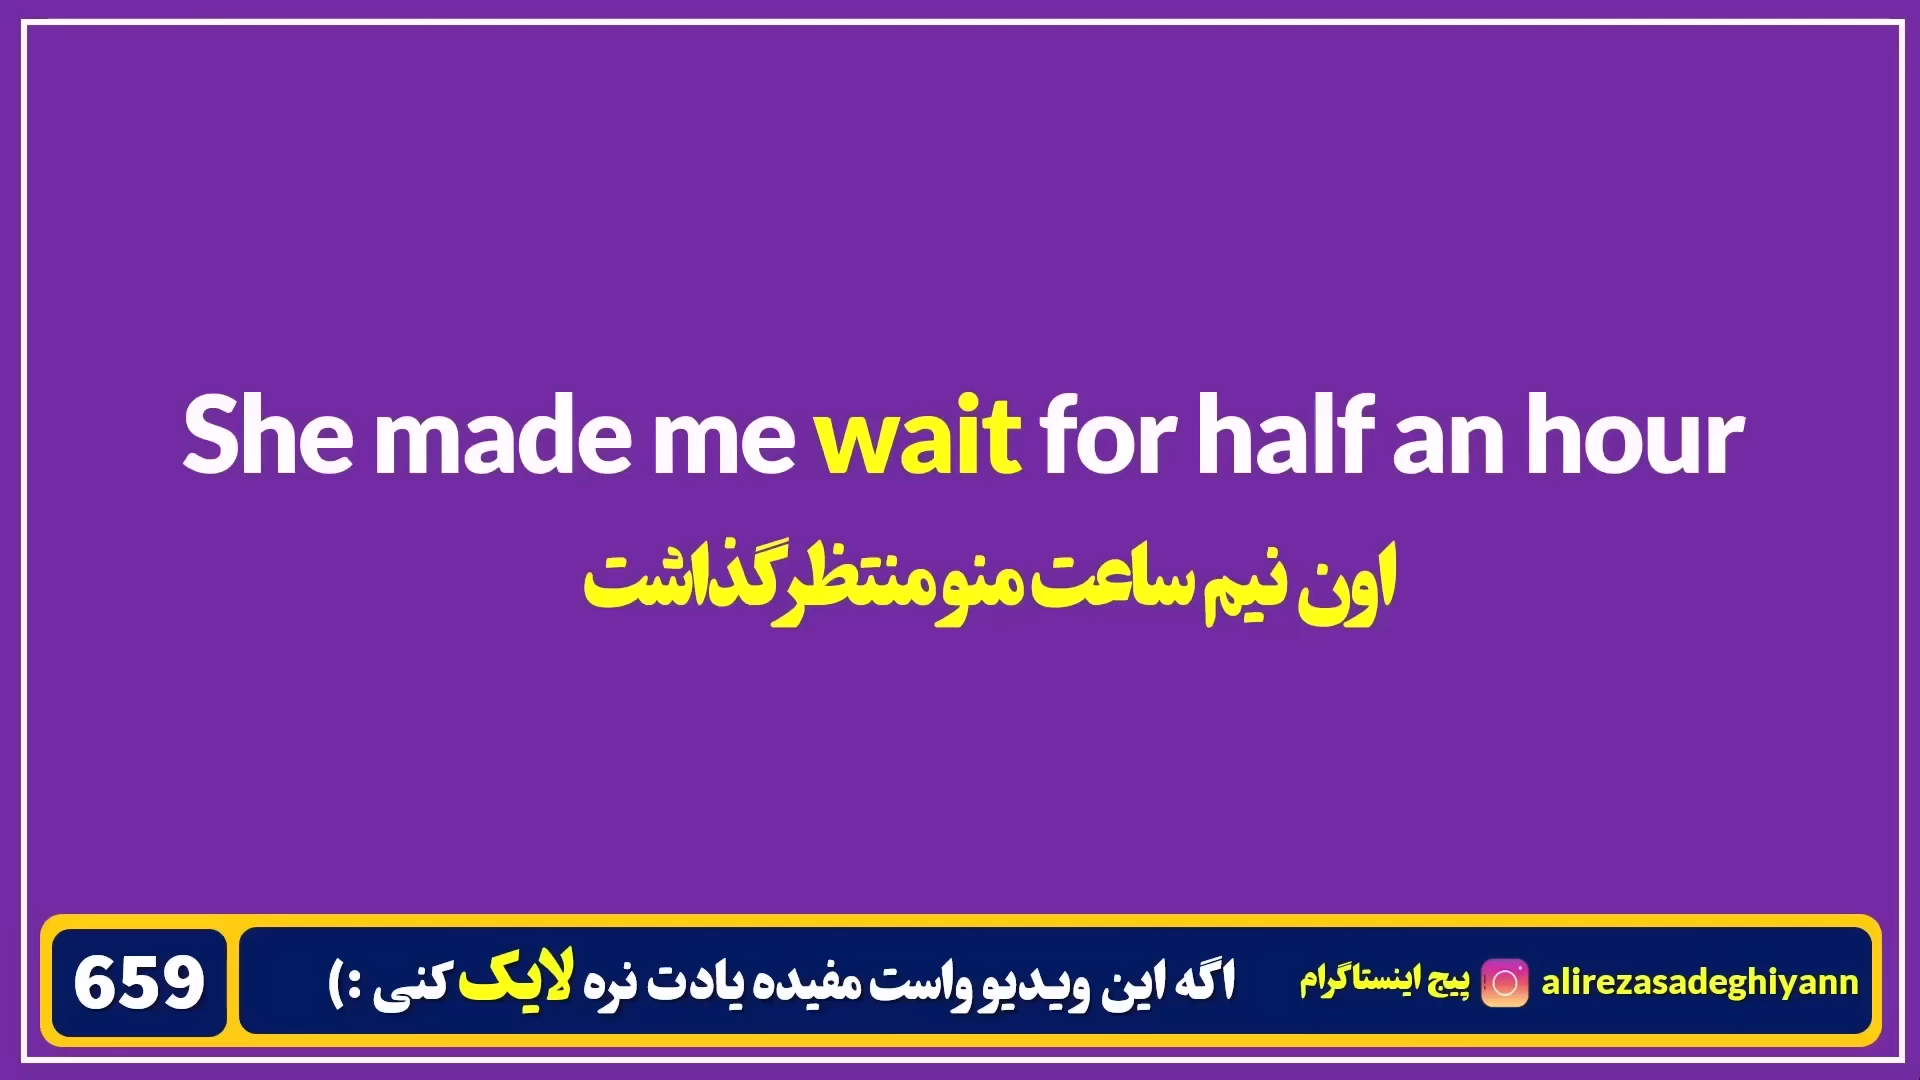 She made me wait for half an hour
اون نیم ساعت منو منتظر گذاشت
659
اگه این ویدیو واست مفیده یادت نره لایک کنی :)
پیج اینستاگرام
alirezasadeghiyann